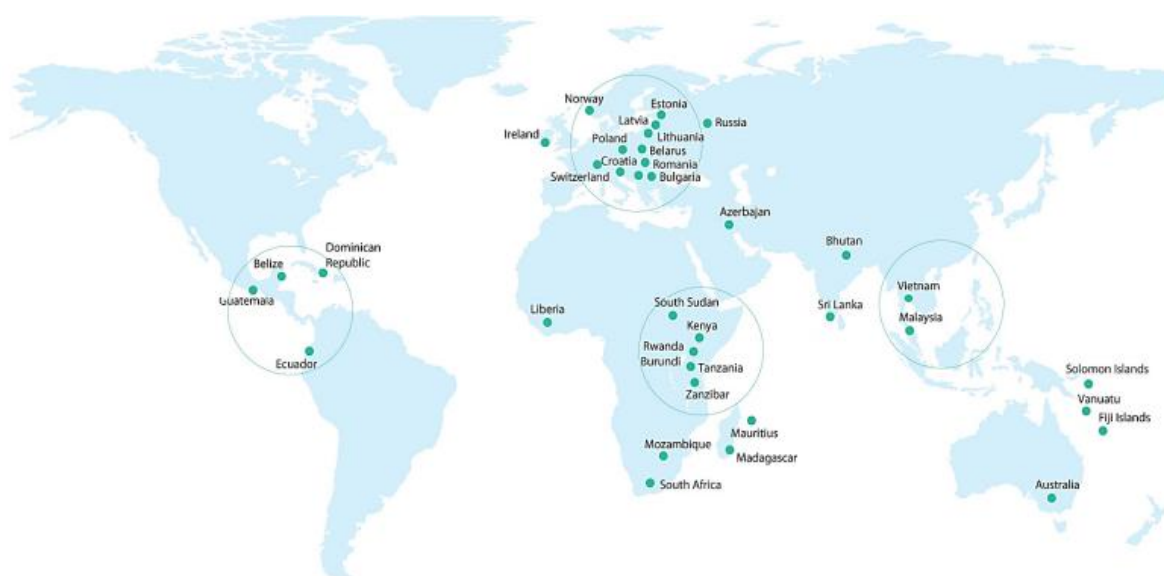 Norway
Estonia
Latvia
Russia
Ireland
Lithuania
Poland
Belarus
Croatia
Romania
Switzerland
Bulgaria
Azerbajan
Bhutan
Dominican
Republic
Belize
Guatemala
Vietnam
South Sudan
Sri Lanka
Liberia
Malaysia
Kenya
Rwanda
Burundi
Tanzania
Ecuador
Solomon Islands
Zanzibar
Vanuatu
Fiji Islands
Mauritius
Mozambique
Madagascar
South Africa
Australia